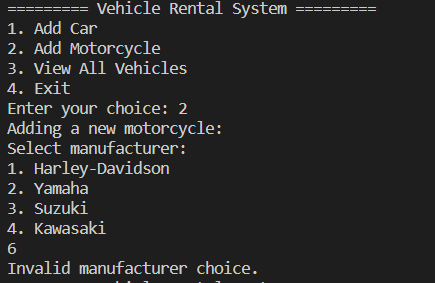 ========= Vehicle Rental System =========
1. Add Car
2. Add Motorcycle
3. View All Vehicles
4. Exit
Enter your choice: 2
Adding a new motorcycle:
Select manufacturer:
1. Harley-Davidson
2. Yamaha
3. Suzuki
4. Kawasaki
6
Invalid manufacturer choice.